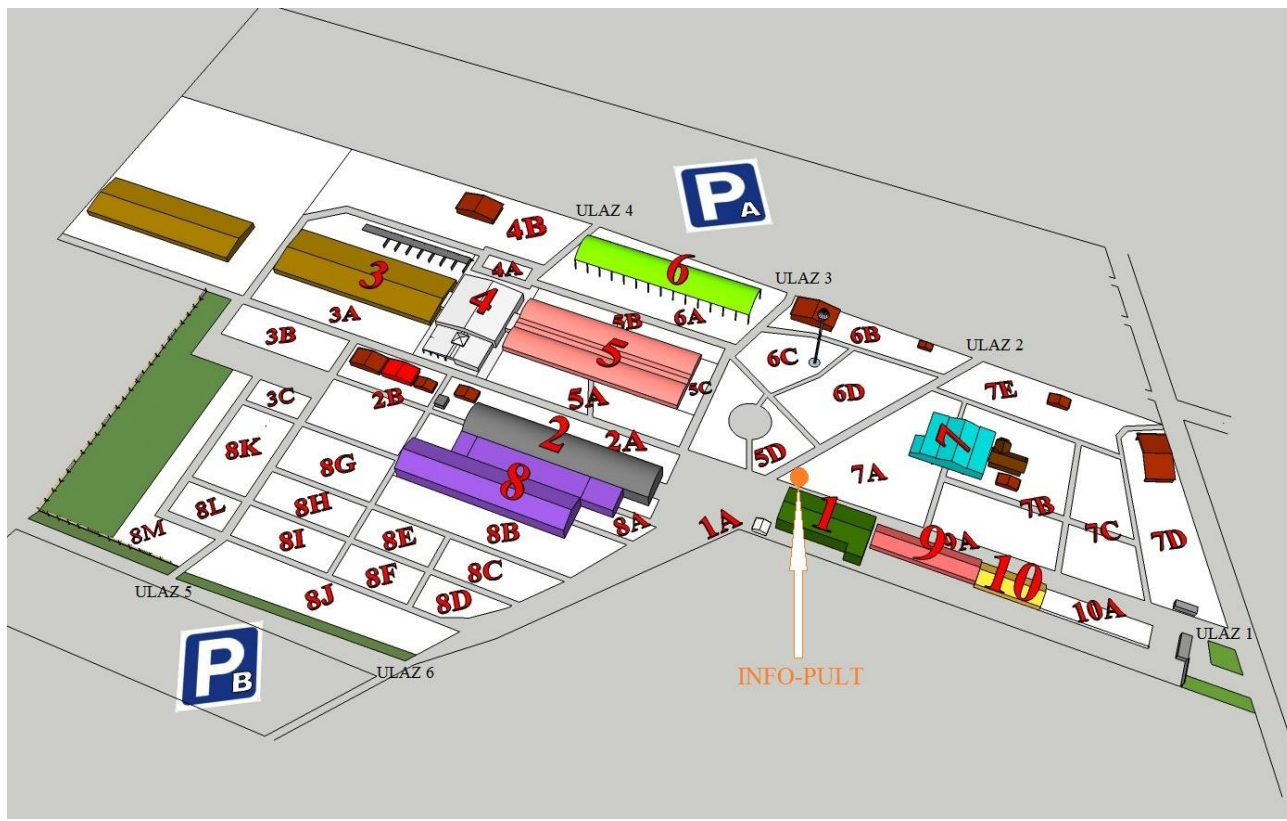 P A
ULAZ 4
4B
6
ULAZ 3
3
4A
4
3A
5B
6A
6B
ULAZ 2
3B
5
6C
5C
6D
7E
2B
5A
3C
2
2A
7
8K
8G
5D
7A
8
8H
7B
8L
8B
8A
1A
1
9
9A
7C
8M
8I
8E
7D
8F
8C
10
ULAZ 5
8J
8D
10A
ULAZ 1
P B
ULAZ 6
INFO-PULT